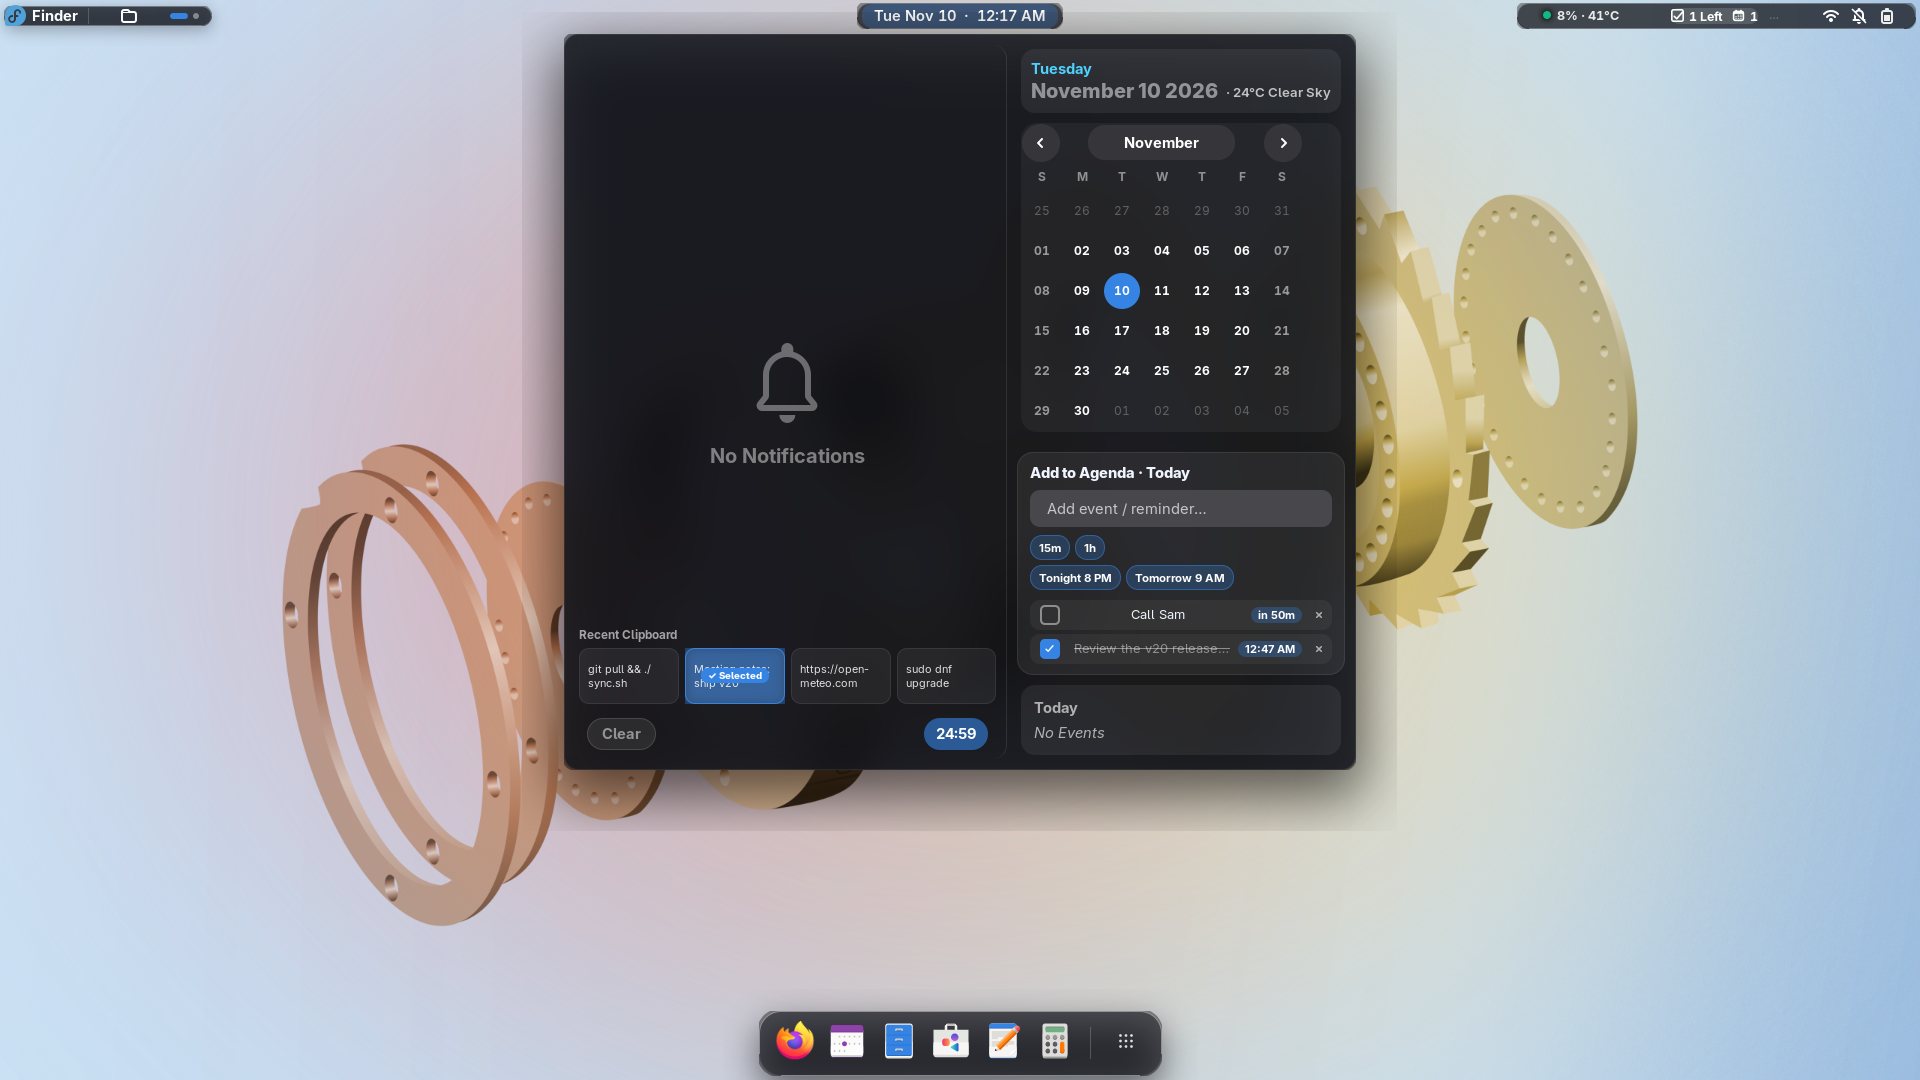 Finder
Tue Nov 10 · 12:17 AM
8% · 41°C
1 Left
1
...
Tuesday
November 10 2026 · 24°C Clear Sky
November
S M T W T F S
25 26 27 28 29 30 31
01 02 03 04 05 06 07
08 09 10 11 12 13 14
15 16 17 18 19 20 21
22 23 24 25 26 27 28
29 30 01 02 03 04 05
No Notifications
Add to Agenda · Today
Add event / reminder...
15m 1h
Tonight 8 PM Tomorrow 9 AM
Call Sam in 50m ×
Review the v20 release... 12:47 AM ×
Recent Clipboard
git pull && ./
sync.sh
Meeting notes:
ship v20
✓ Selected
https://open-
meteo.com
sudo dnf
upgrade
Clear
24:59
Today
No Events